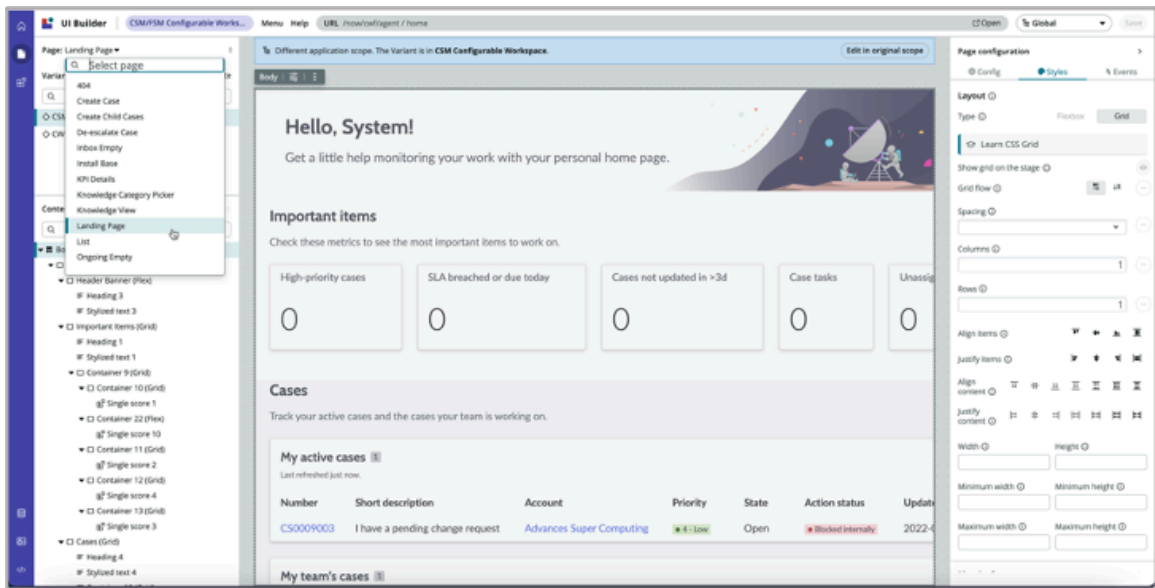 UI Builder CSM/FSM Configurable Works... Menu Help URL /now/cwf/agent / home Open Global Save
Page: Landing Page
Select page
Varian
404
Create Case
Create Child Cases
De-escalate Case
Inbox Empty
Install Base
KPI Details
Knowledge Category Picker
Knowledge View
Landing Page
List
Ongoing Empty
CSM
Conte
Header Banner (Flex)
Heading 3
Stylized text 3
Important Items (Grid)
Heading 1
Stylized text 1
Container 9 (Grid)
Container 10 (Grid)
Single score 1
Container 22 (Flex)
Single score 10
Container 11 (Grid)
Single score 2
Container 12 (Grid)
Single score 4
Container 13 (Grid)
Single score 3
Cases (Grid)
Heading 4
Stylized text 4
Different application scope. The Variant is in CSM Configurable Workspace. Edit in original scope
Body
Hello, System!
Get a little help monitoring your work with your personal home page.
Important items
Check these metrics to see the most important items to work on.
High-priority cases SLA breached or due today Cases not updated in >3d Case tasks Unassig
0 0 0 0 0
Cases
Track your active cases and the cases your team is working on.
My active cases 1
Last refreshed just now.
Number Short description Account Priority State Action status Update
CS0009003 I have a pending change request Advances Super Computing 4 - Low Open Blocked internally 2022-0
My team's cases 1
Page configuration
Config Styles Events
Layout
Type Flexbox Grid
Learn CSS Grid
Show grid on the stage
Grid flow
Spacing
Columns
1
Rows
1
Align items
Justify items
Align content
Justify content
Width Height
Minimum width Minimum height
Maximum width Maximum height